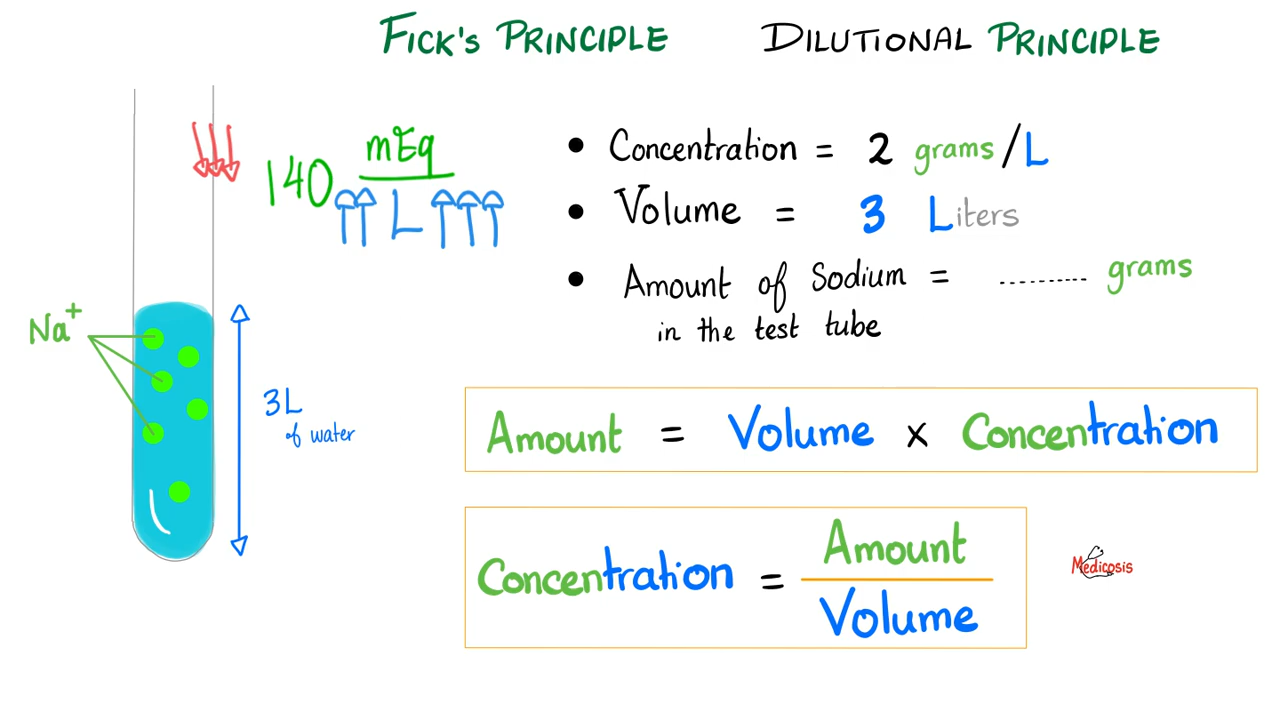 FICK'S PRINCIPLE DILUTIONAL PRINCIPLE
140 mEq
L
• Concentration = 2 grams/L
• Volume = 3 Liters
• Amount of Sodium = .......... grams
in the test tube
Na+
3L
of water
Amount = Volume x Concentration
Concentration = Amount
Volume
Medicosis